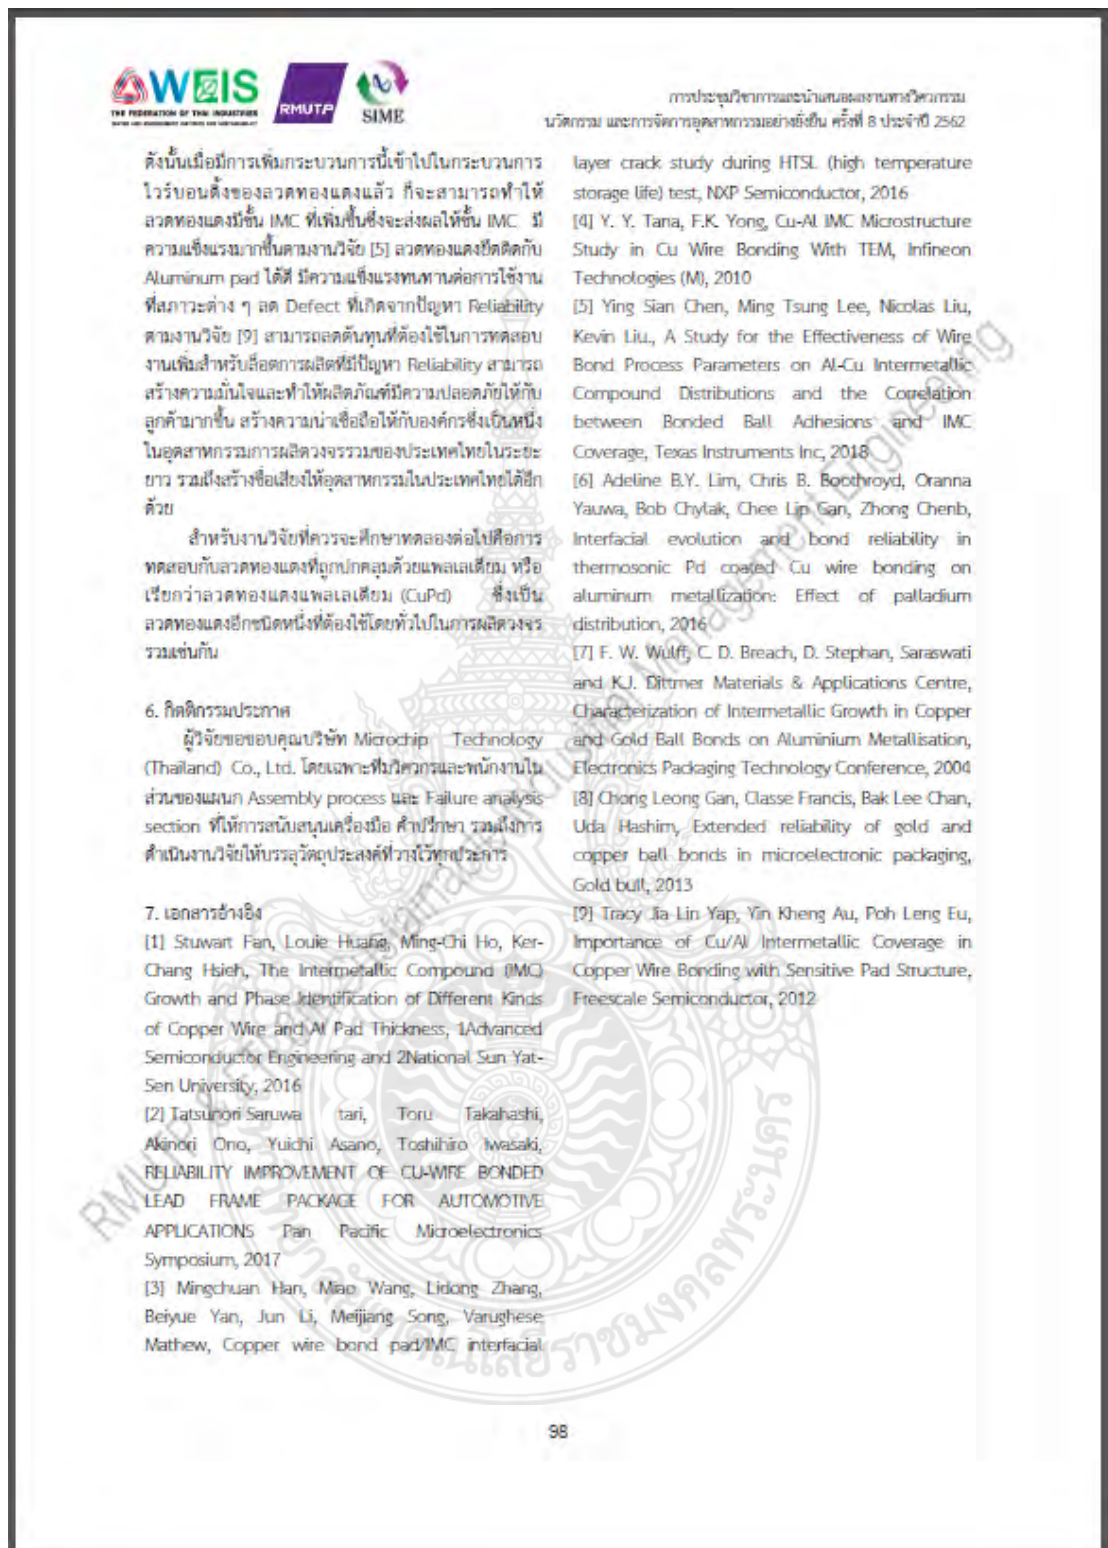 AWEIS
THE FEDERATION OF THAI INDUSTRIES
RMUTP
SIME
การประชุมวิชาการและนำเสนอผลงานทางวิศวกรรม
นวัตกรรม และการจัดการอุตสาหกรรมอย่างยั่งยืน ครั้งที่ 8 ประจำปี 2562
ดังนั้นเมื่อมีการเพิ่มกระบวนการนี้เข้าไปในกระบวนการ
ไวร์บอนดิ้งของลวดทองแดงแล้ว ก็จะสามารถทำให้
ลวดทองแดงมีชั้น IMC ที่เพิ่มขึ้นซึ่งจะส่งผลให้ชั้น IMC มี
ความแข็งแรงมากขึ้นตามงานวิจัย [5] ลวดทองแดงยึดติดกับ
Aluminum pad ได้ดี มีความแข็งแรงทนทานต่อการใช้งาน
ที่สภาวะต่าง ๆ ลด Defect ที่เกิดจากปัญหา Reliability
ตามงานวิจัย [9] สามารถลดต้นทุนที่ต้องใช้ในการทดสอบ
งานเพิ่มสำหรับล็อตการผลิตที่มีปัญหา Reliability สามารถ
สร้างความมั่นใจและทำให้ผลิตภัณฑ์มีความปลอดภัยให้กับ
ลูกค้ามากขึ้น สร้างความน่าเชื่อถือให้กับองค์กรซึ่งเป็นหนึ่ง
ในอุตสาหกรรมการผลิตวงจรรวมของประเทศไทยในระยะ
ยาว รวมถึงสร้างชื่อเสียงให้อุตสาหกรรมในประเทศไทยได้อีก
ด้วย
สำหรับงานวิจัยที่ควรจะศึกษาทดลองต่อไปคือการ
ทดสอบกับลวดทองแดงที่ถูกปกคลุมด้วยแพลเลเดียม หรือ
เรียกว่าลวดทองแดงแพลเลเดียม (CuPd) ซึ่งเป็น
ลวดทองแดงอีกชนิดหนึ่งที่ต้องใช้โดยทั่วไปในการผลิตวงจร
รวมเช่นกัน
6. กิตติกรรมประกาศ
ผู้วิจัยขอขอบคุณบริษัท Microchip Technology
(Thailand) Co., Ltd. โดยเฉพาะทีมวิศวกรและพนักงานใน
ส่วนของแผนก Assembly process และ Failure analysis
section ที่ให้การสนับสนุนเครื่องมือ คำปรึกษา รวมถึงการ
ดำเนินงานวิจัยให้บรรลุวัตถุประสงค์ที่วางไว้ทุกประการ
7. เอกสารอ้างอิง
[1] Stuwart Fan, Louie Huang, Ming-Chi Ho, Ker-
Chang Hsieh, The Intermetallic Compound (IMC)
Growth and Phase Identification of Different Kinds
of Copper Wire and Al Pad Thickness, 1Advanced
Semiconductor Engineering and 2National Sun Yat-
Sen University, 2016
[2] Tatsunori Saruwa tari, Toru Takahashi,
Akinori Ono, Yuichi Asano, Toshihiro Iwasaki,
RELIABILITY IMPROVEMENT OF CU-WIRE BONDED
LEAD FRAME PACKAGE FOR AUTOMOTIVE
APPLICATIONS Pan Pacific Microelectronics
Symposium, 2017
[3] Mingchuan Han, Miao Wang, Lidong Zhang,
Beiyue Yan, Jun Li, Meijiang Song, Varughese
Mathew, Copper wire bond pad/IMC interfacial
layer crack study during HTSL (high temperature
storage life) test, NXP Semiconductor, 2016
[4] Y. Y. Tana, F.K. Yong, Cu-Al IMC Microstructure
Study in Cu Wire Bonding With TEM, Infineon
Technologies (M), 2010
[5] Ying Sian Chen, Ming Tsung Lee, Nicolas Liu,
Kevin Liu., A Study for the Effectiveness of Wire
Bond Process Parameters on Al-Cu Intermetallic
Compound Distributions and the Correlation
between Bonded Ball Adhesions and IMC
Coverage, Texas Instruments Inc, 2018
[6] Adeline B.Y. Lim, Chris B. Boothroyd, Oranna
Yauwa, Bob Chylak, Chee Lip Gan, Zhong Chenb,
Interfacial evolution and bond reliability in
thermosonic Pd coated Cu wire bonding on
aluminum metallization: Effect of palladium
distribution, 2016
[7] F. W. Wulff, C. D. Breach, D. Stephan, Saraswati
and K.J. Dittmer Materials & Applications Centre,
Characterization of Intermetallic Growth in Copper
and Gold Ball Bonds on Aluminium Metallisation,
Electronics Packaging Technology Conference, 2004
[8] Chong Leong Gan, Classe Francis, Bak Lee Chan,
Uda Hashim, Extended reliability of gold and
copper ball bonds in microelectronic packaging,
Gold bull, 2013
[9] Tracy Jia Lin Yap, Yin Kheng Au, Poh Leng Eu,
Importance of Cu/Al Intermetallic Coverage in
Copper Wire Bonding with Sensitive Pad Structure,
Freescale Semiconductor, 2012
98